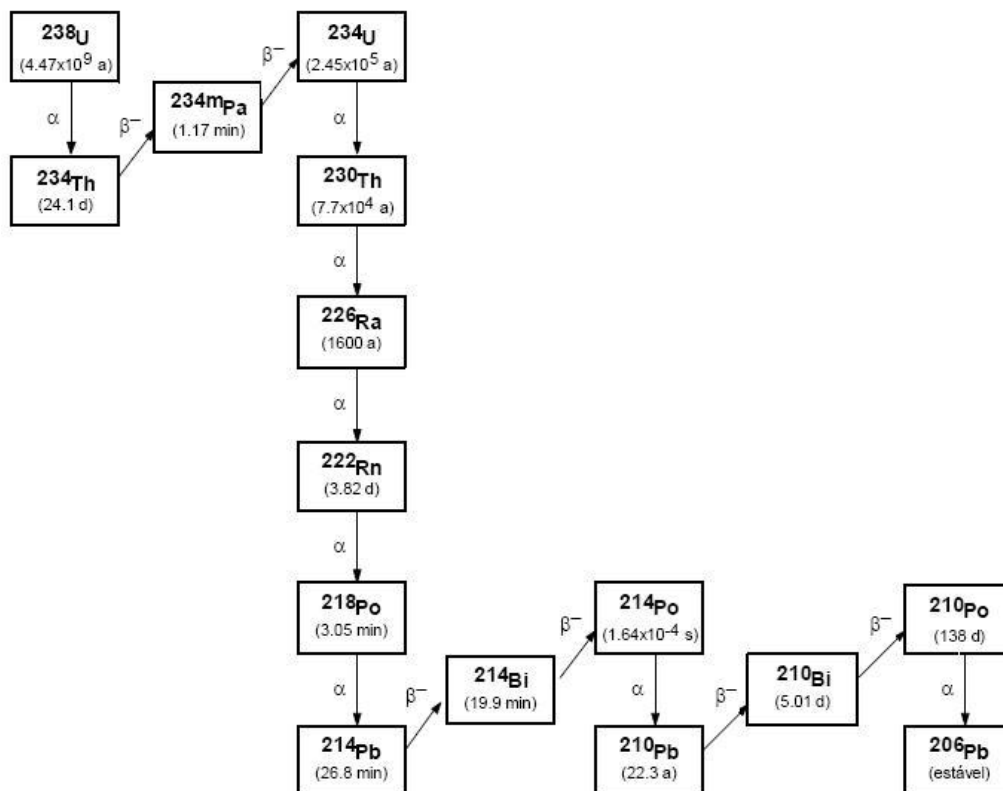 238U
(4.47x10⁹ a)
234U
(2.45x10⁵ a)
β⁻
234mPa
(1.17 min)
α
β⁻
α
234Th
(24.1 d)
230Th
(7.7x10⁴ a)
α
226Ra
(1600 a)
α
222Rn
(3.82 d)
α
218Po
(3.05 min)
214Po
(1.64x10⁻⁴ s)
210Po
(138 d)
β⁻
β⁻
214Bi
(19.9 min)
210Bi
(5.01 d)
α
β⁻
α
β⁻
α
214Pb
(26.8 min)
210Pb
(22.3 a)
206Pb
(estável)